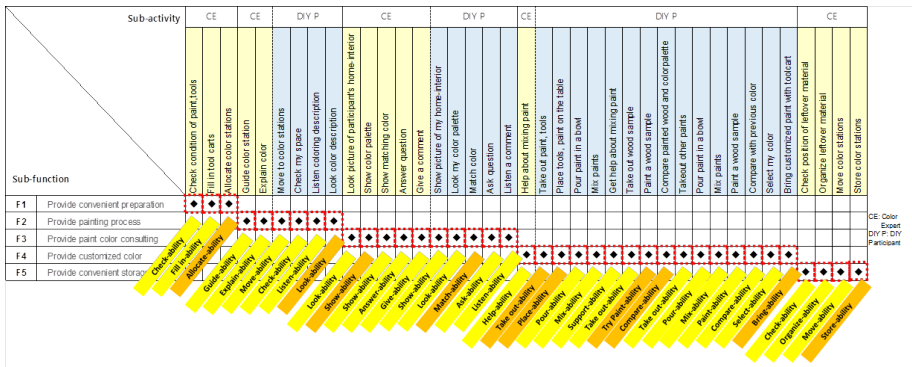 Sub-activity
CE
CE
DIY P
CE
DIY P
CE
DIY P
CE
Check condition of paint,tools
Fill in tool carts
Allocate color stations
Guide color station
Explain color
Move to color stations
Check my space
Listen coloring description
Look color description
Look picture of participant's home-interior
Show color palette
Show matching color
Answer question
Give a comment
Show picture of my home-interior
Look my color palette
Match color
Ask question
Listen a comment
Help about mixing paint
Take out paint, tools
Place tools, paint on the table
Pour paint in a bowl
Mix paints
Get help about mixing paint
Take out wood sample
Paint a wood sample
Compare painted wood and colorpalette
Takeout other paints
Pour paint in a bowl
Mix paints
Paint a wood sample
Compare with previous color
Select my color
Bring customized paint with toolcart
Check position of leftover material
Organize leftover material
Move color stations
Store color stations
Sub-function
F1 Provide convenient preparation
F2 Provide painting process
F3 Provide paint color consulting
F4 Provide customized color
F5 Provide convenient storage
CE: Color
Expert
DIY P: DIY
Participant
Check-ability
Fill in-ability
Allocate-ability
Guide-ability
Explain-ability
Move-ability
Check-ability
Listen-ability
Look-ability
Look-ability
Show-ability
Show-ability
Answer-ability
Give-ability
Show-ability
Look-ability
Match-ability
Ask-ability
Listen-ability
Help-ability
Take out-ability
Place-ability
Pour-ability
Mix-ability
Support-ability
Take out-ability
Try Paint-ability
Compare-ability
Take out-ability
Pour-ability
Mix-ability
Paint-ability
Compare-ability
Select-ability
Bring-ability
Check-ability
Organize-ability
Move-ability
Store-ability